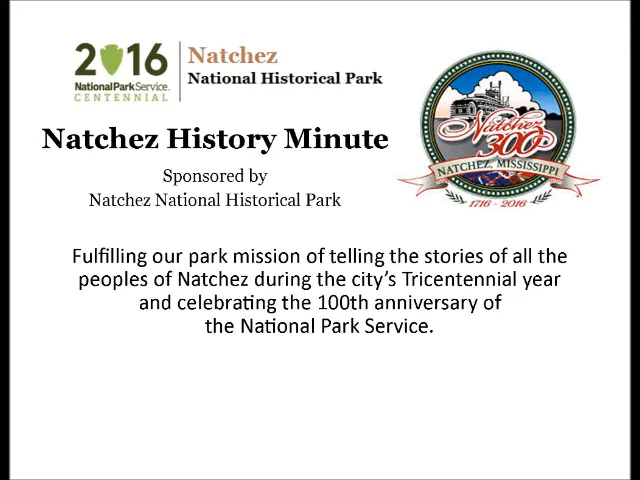 2016
National Park Service
CENTENNIAL
Natchez
National Historical Park
Natchez History Minute
Sponsored by
Natchez National Historical Park
Natchez
300
NATCHEZ, MISSISSIPPI
1716 - 2016
Fulfilling our park mission of telling the stories of all the
peoples of Natchez during the city's Tricentennial year
and celebrating the 100th anniversary of
the National Park Service.